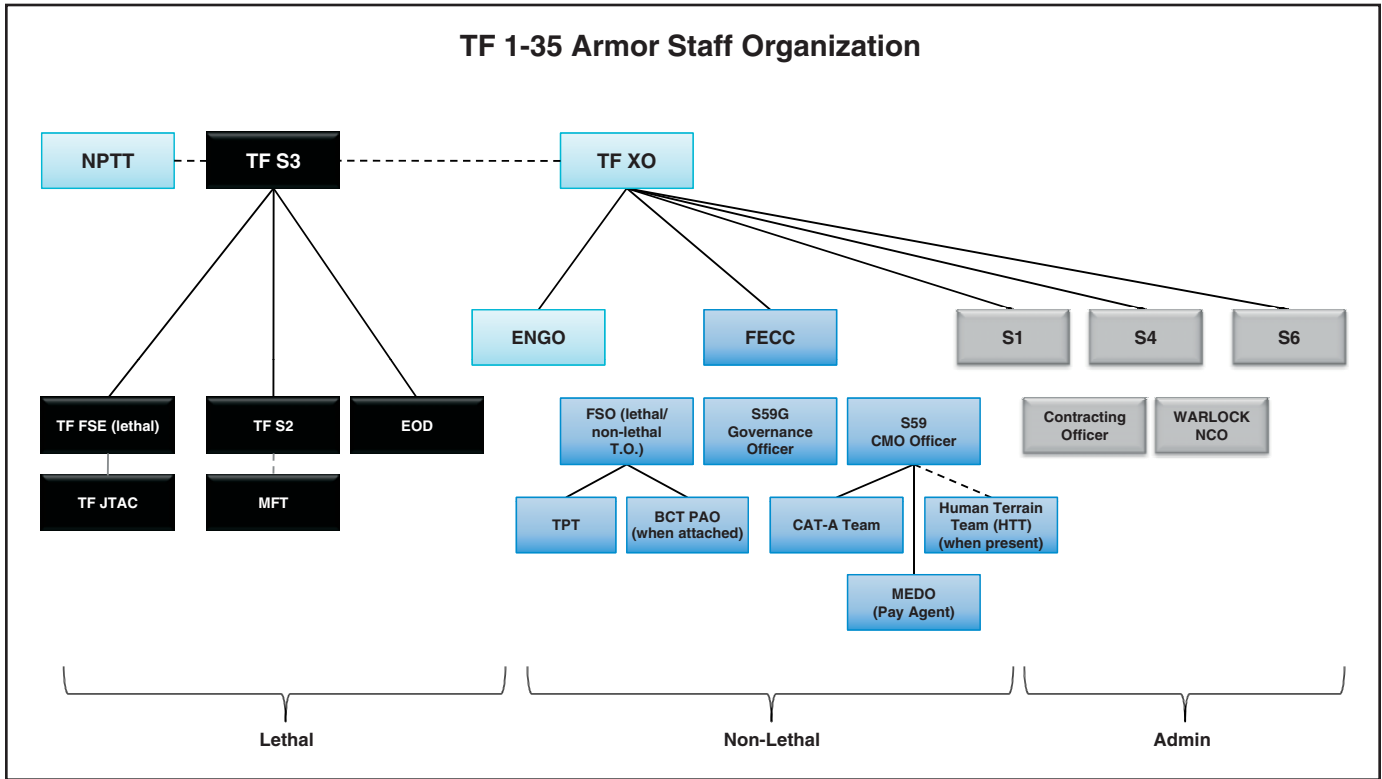 TF 1-35 Armor Staff Organization
NPTT
TF S3
TF XO
ENGO
FECC
S1
S4
S6
TF FSE (lethal)
TF S2
EOD
FSO (lethal/
non-lethal
T.O.)
S59G
Governance
Officer
S59
CMO Officer
Contracting
Officer
WARLOCK
NCO
TF JTAC
MFT
TPT
BCT PAO
(when attached)
CAT-A Team
Human Terrain
Team (HTT)
(when present)
MEDO
(Pay Agent)
Lethal
Non-Lethal
Admin